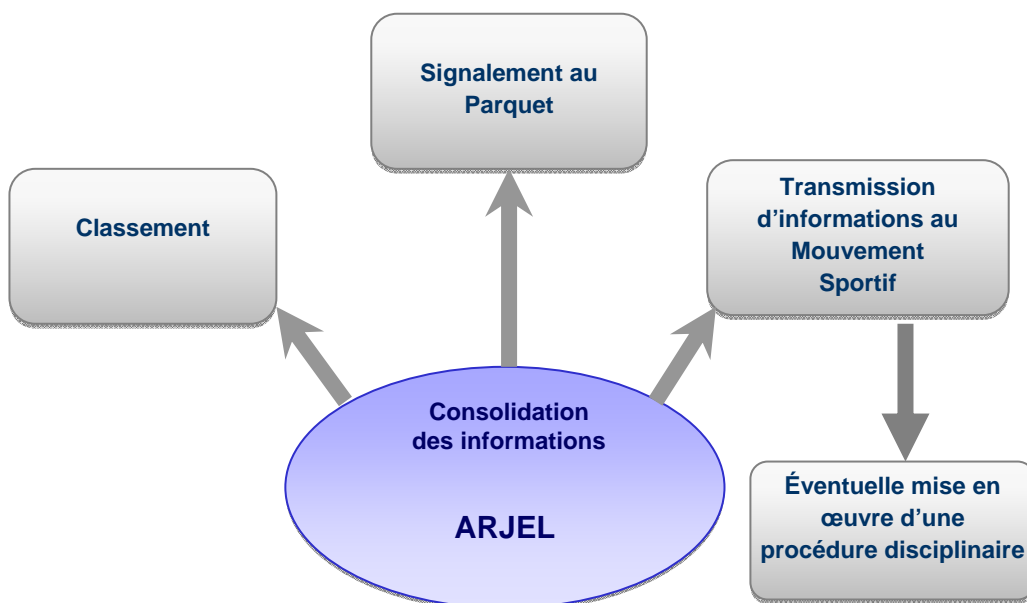 Signalement au
Parquet
Classement
Transmission
d’informations au
Mouvement
Sportif
Consolidation
des informations
ARJEL
Éventuelle mise en
œuvre d’une
procédure disciplinaire